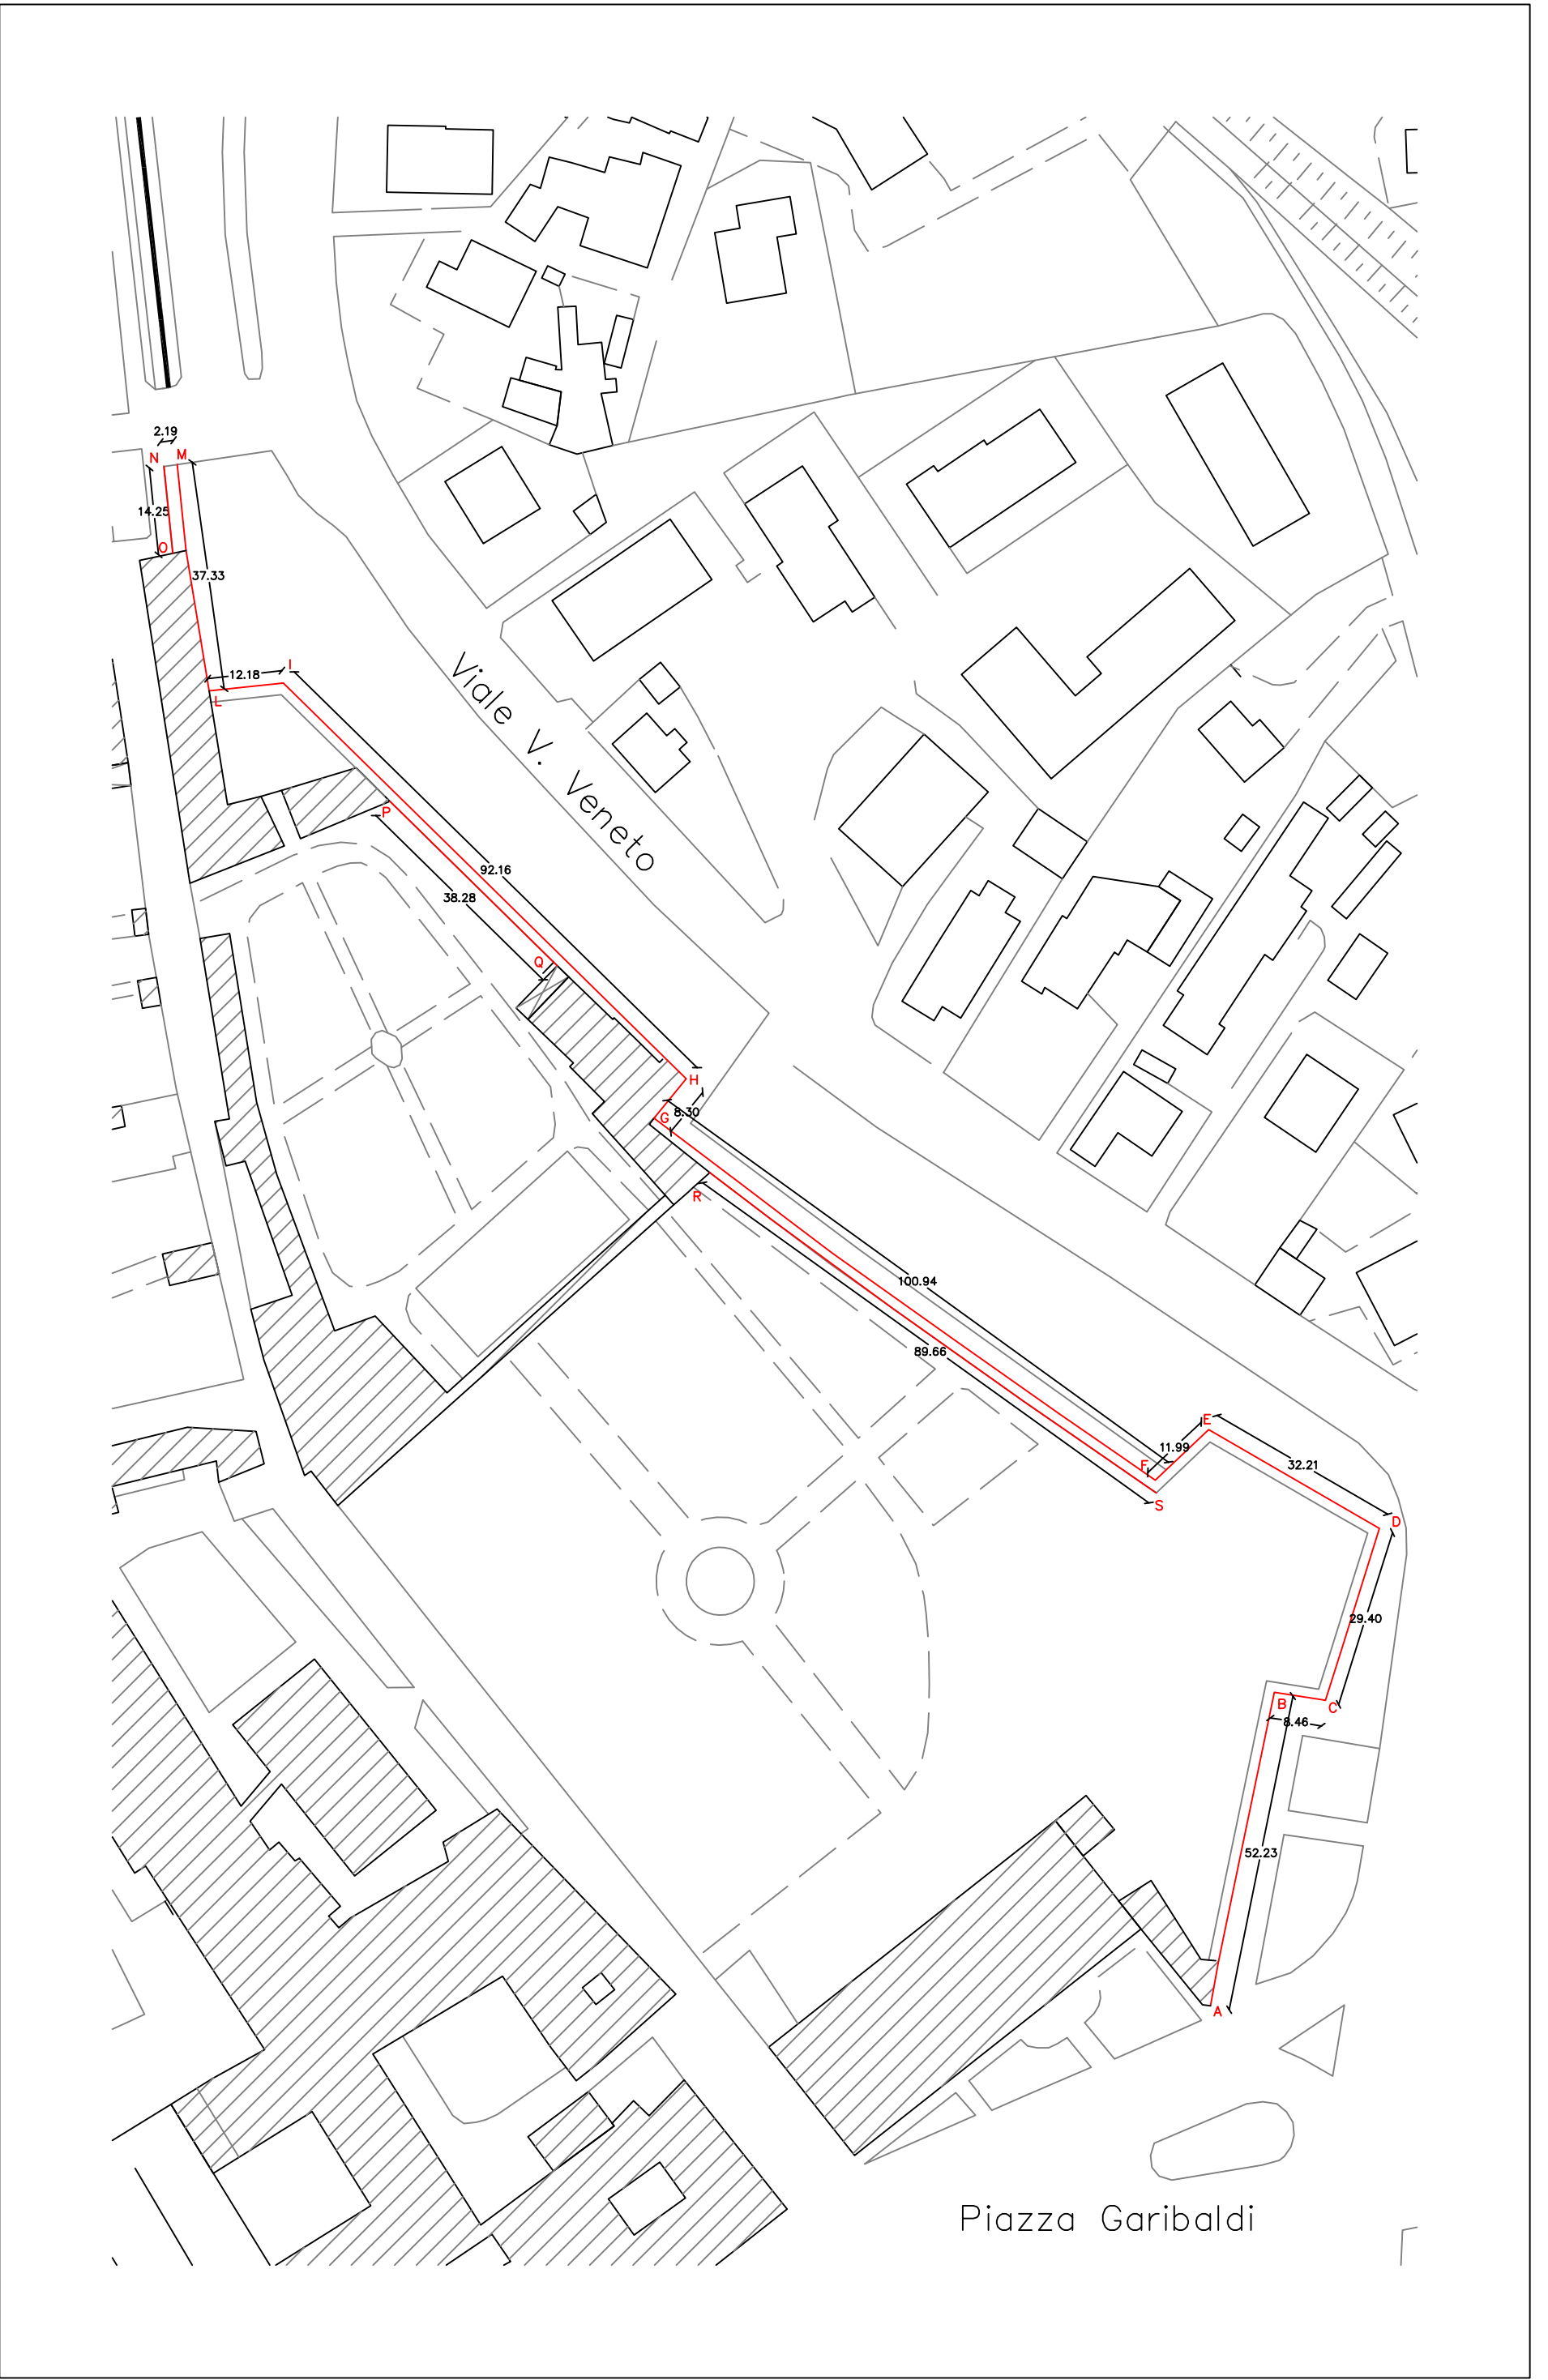 2.19
N
M
14.25
O
37.33
I
12.18
L
Viale V. Veneto
P
92.16
38.28
Q
H
8.30
G
R
100.94
89.66
E
11.99
F
32.21
S
D
29.40
B
C
8.46
52.23
A
Piazza Garibaldi